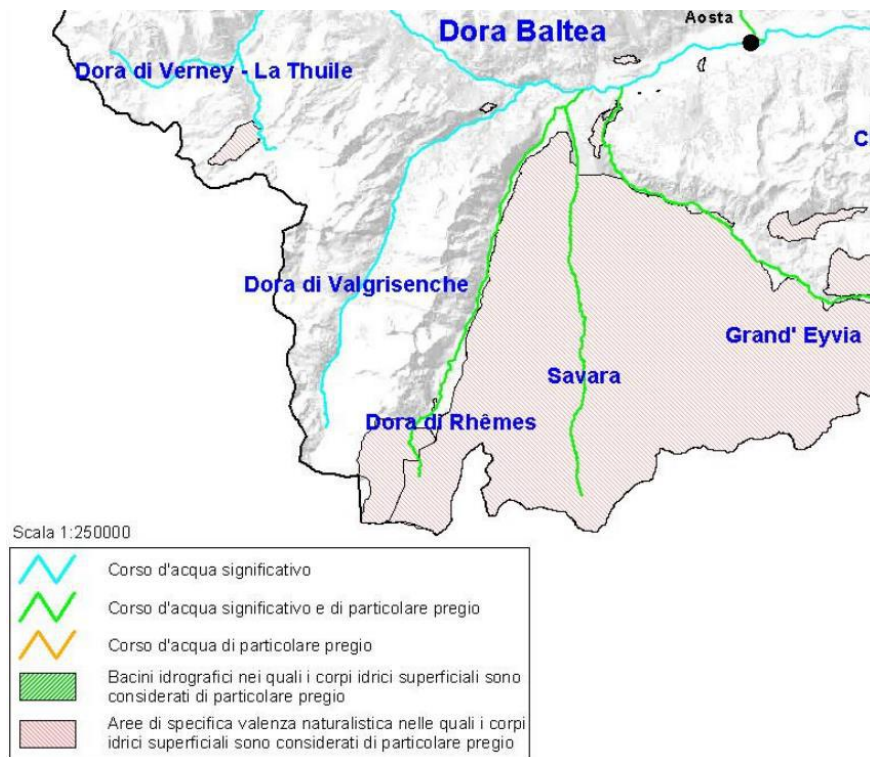 Aosta
Dora Baltea
Dora di Verney - La Thuile
C
Dora di Valgrisenche
Grand' Eyvia
Savara
Dora di Rhêmes
Scala 1:250000
Corso d'acqua significativo
Corso d'acqua significativo e di particolare pregio
Corso d'acqua di particolare pregio
Bacini idrografici nei quali i corpi idrici superficiali sono
considerati di particolare pregio
Aree di specifica valenza naturalistica nelle quali i corpi
idrici superficiali sono considerati di particolare pregio